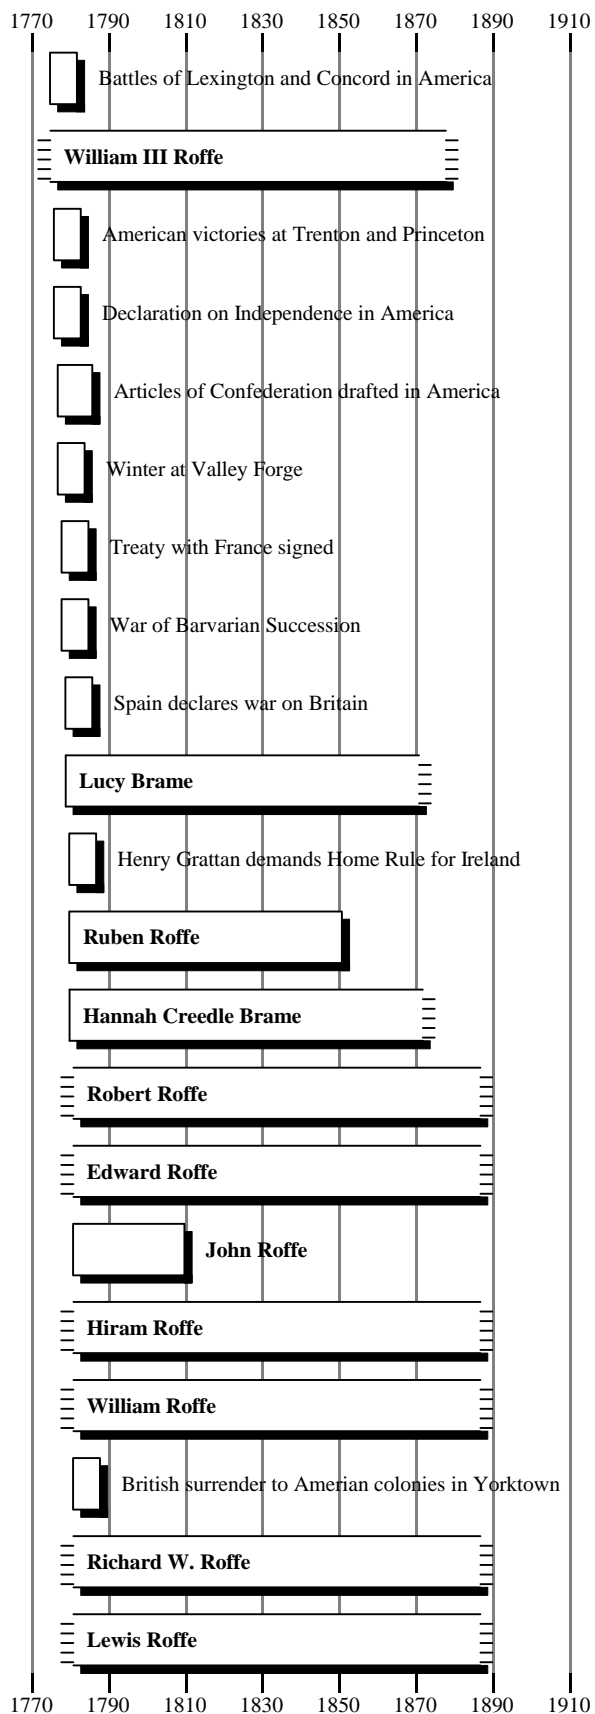 1770 1790 1810 1830 1850 1870 1890 1910
Battles of Lexington and Concord in America
William III Roffe
American victories at Trenton and Princeton
Declaration on Independence in America
Articles of Confederation drafted in America
Winter at Valley Forge
Treaty with France signed
War of Barvarian Succession
Spain declares war on Britain
Lucy Brame
Henry Grattan demands Home Rule for Ireland
Ruben Roffe
Hannah Creedle Brame
Robert Roffe
Edward Roffe
John Roffe
Hiram Roffe
William Roffe
British surrender to Amerian colonies in Yorktown
Richard W. Roffe
Lewis Roffe
1770 1790 1810 1830 1850 1870 1890 1910